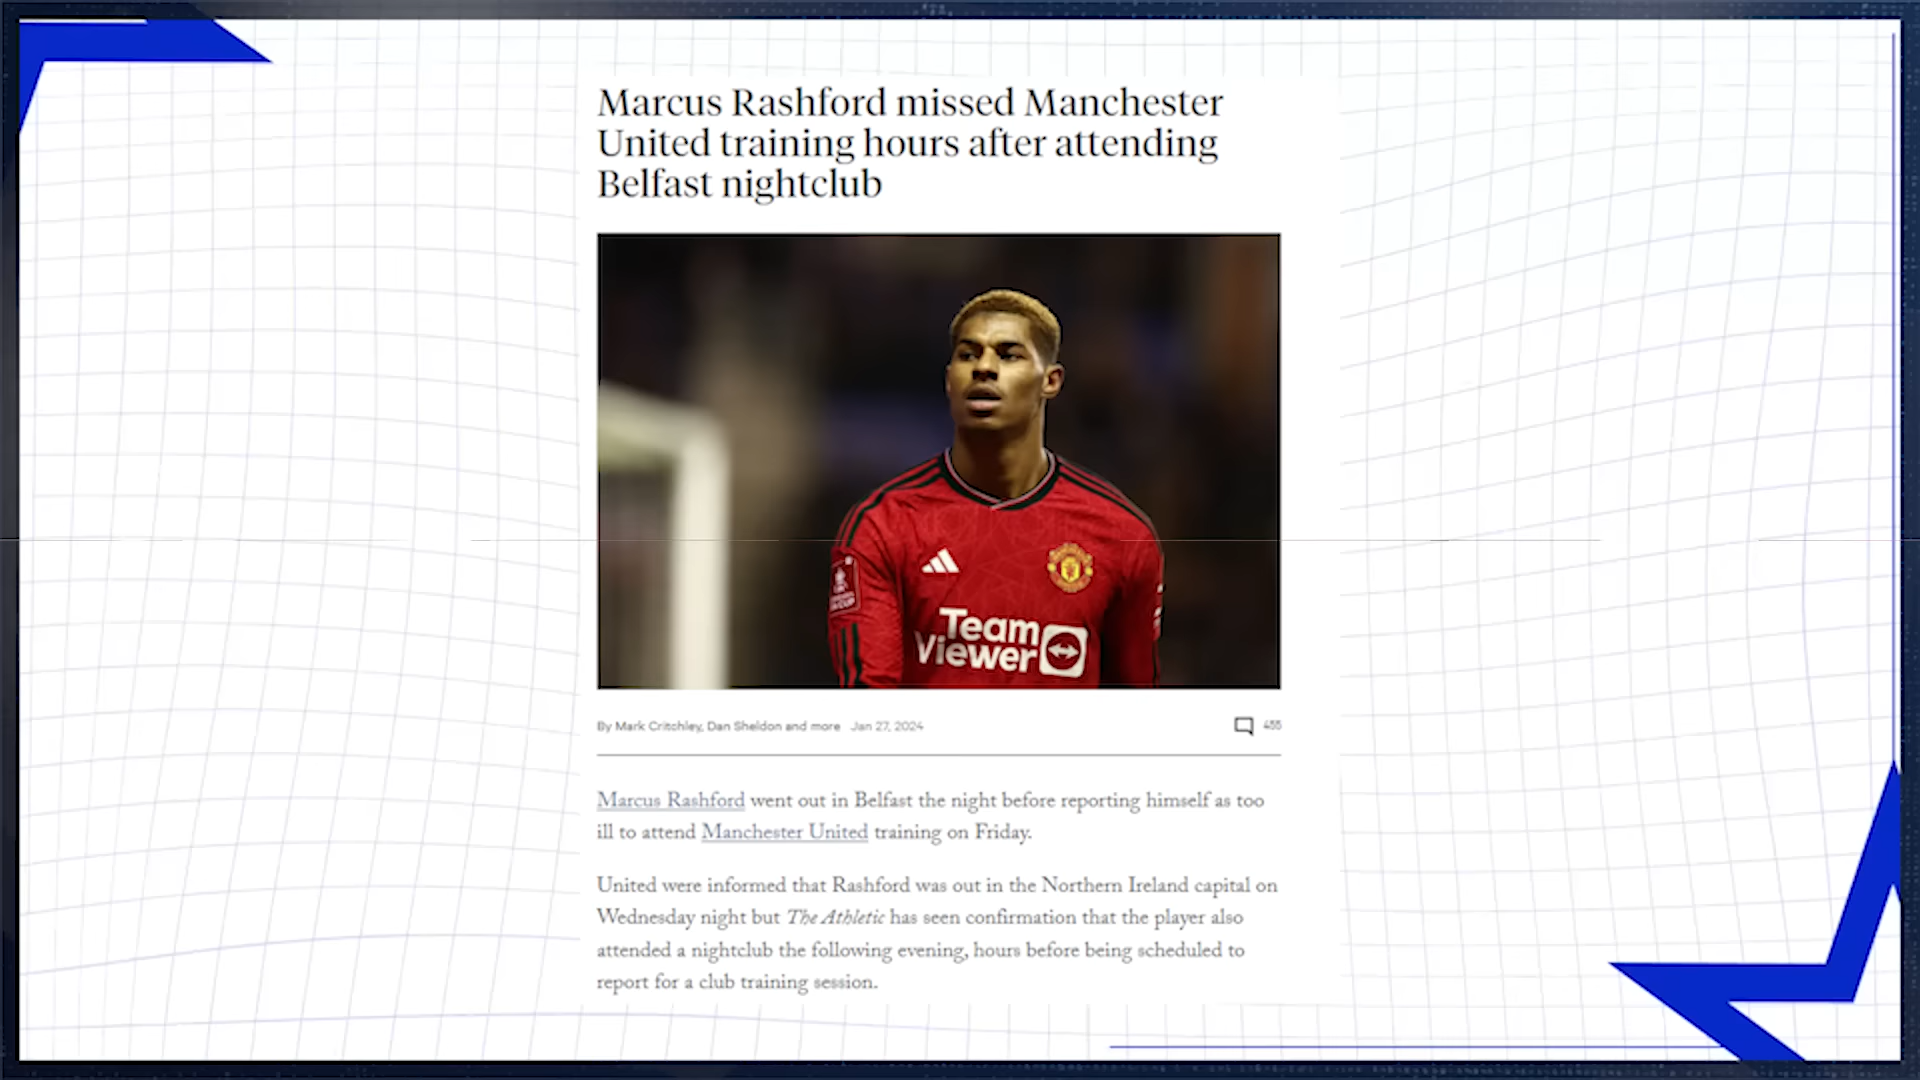 Marcus Rashford missed Manchester
United training hours after attending
Belfast nightclub
Team
Viewer
By Mark Critchley, Dan Sheldon and more Jan 27, 2024
455
Marcus Rashford went out in Belfast the night before reporting himself as too
ill to attend Manchester United training on Friday.
United were informed that Rashford was out in the Northern Ireland capital on
Wednesday night but The Athletic has seen confirmation that the player also
attended a nightclub the following evening, hours before being scheduled to
report for a club training session.